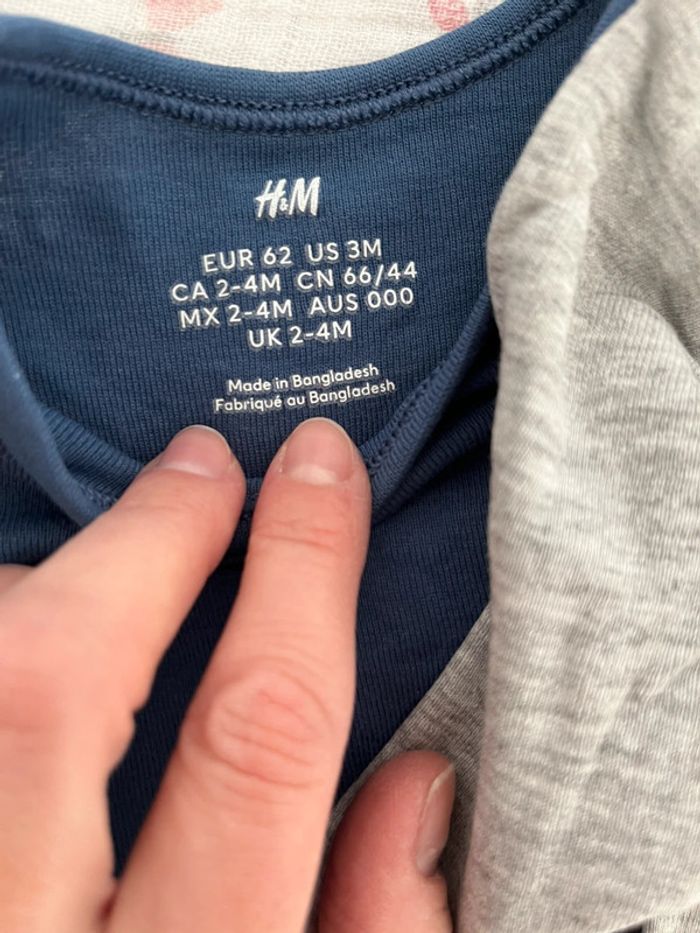 H&M
EUR 62 US 3M
CA 2-4M CN 66/44
MX 2-4M AUS 000
UK 2-4M
Made in Bangladesh
Fabriqué au Bangladesh